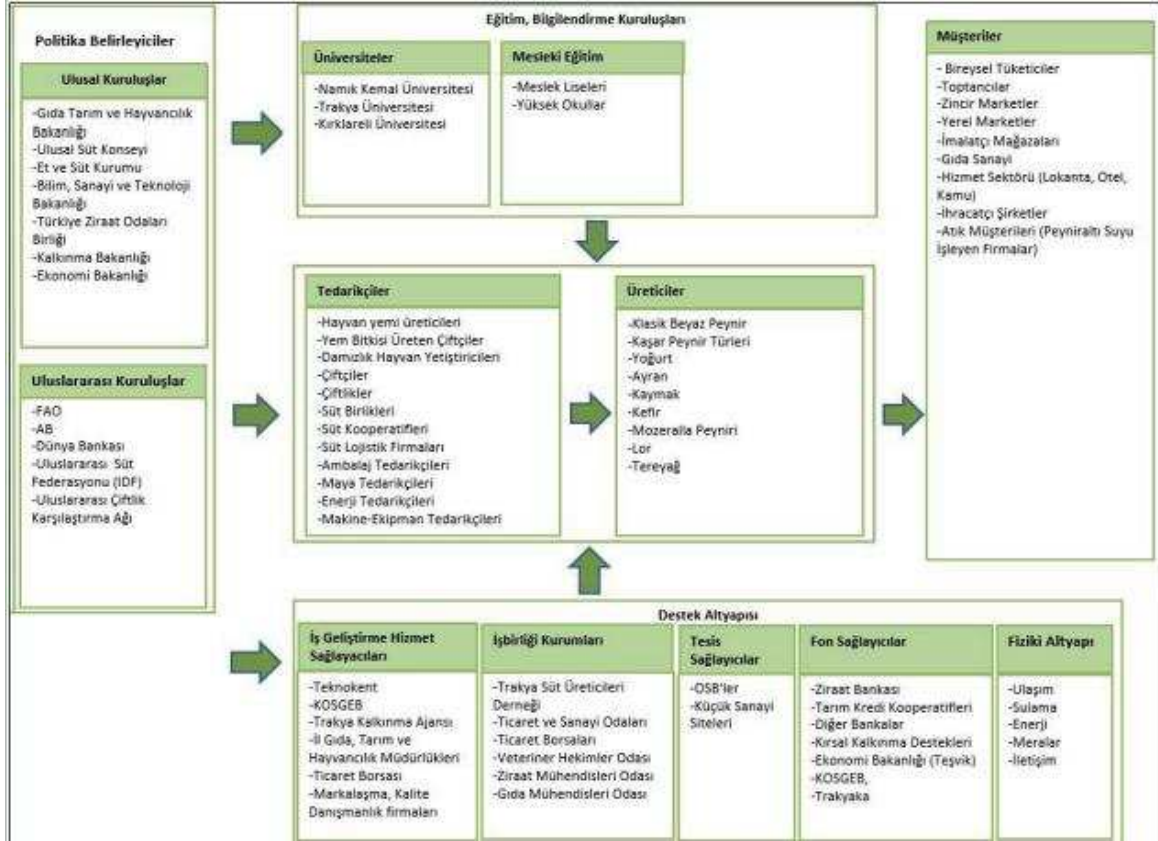 Politika Belirleyiciler
Ulusal Kuruluşlar
-Gıda Tarım ve Hayvancılık
Bakanlığı
-Ulusal Süt Konseyi
-Et ve Süt Kurumu
-Bilim, Sanayi ve Teknoloji
Bakanlığı
-Türkiye Ziraat Odaları
Birliği
-Kalkınma Bakanlığı
-Ekonomi Bakanlığı
Uluslararası Kuruluşlar
-FAO
-AB
-Dünya Bankası
-Uluslararası Süt
Federasyonu (IDF)
-Uluslararası Çiftlik
Karşılaştırma Ağı
Eğitim, Bilgilendirme Kuruluşları
Üniversiteler
-Namık Kemal Üniversitesi
-Trakya Üniversitesi
-Kırklareli Üniversitesi
Mesleki Eğitim
-Meslek Liseleri
-Yüksek Okullar
Tedarikçiler
-Hayvan yemi üreticileri
-Yem Bitkisi Üreten Çiftçiler
-Damızlık Hayvan Yetiştiricileri
-Çiftçiler
-Çiftlikler
-Süt Birlikleri
-Süt Kooperatifleri
-Süt Lojistik Firmaları
-Ambalaj Tedarikçileri
-Maya Tedarikçileri
-Enerji Tedarikçileri
-Makine-Ekipman Tedarikçileri
Üreticiler
-Klasik Beyaz Peynir
-Kaşar Peynir Türleri
-Yoğurt
-Ayran
-Kaymak
-Kefir
-Mozeralla Peyniri
-Lor
-Tereyağ
Müşteriler
- Bireysel Tüketiciler
-Toptancılar
-Zincir Marketler
-Yerel Marketler
-İmalatçı Mağazaları
-Gıda Sanayi
-Hizmet Sektörü (Lokanta, Otel,
Kamu)
-İhracatçı Şirketler
-Atık Müşterileri (Peyniraltı Suyu
İşleyen Firmalar)
Destek Altyapısı
İş Geliştirme Hizmet
Sağlayacıları
-Teknokent
-KOSGEB
-Trakya Kalkınma Ajansı
-İl Gıda, Tarım ve
Hayvancılık Müdürlükleri
-Ticaret Borsası
-Markalaşma, Kalite
Danışmanlık firmaları
İşbirliği Kurumları
-Trakya Süt Üreticileri
Derneği
-Ticaret ve Sanayi Odaları
-Ticaret Borsaları
-Veteriner Hekimler Odası
-Ziraat Mühendisleri Odası
-Gıda Mühendisleri Odası
Tesis
Sağlayıcılar
-OSB'ler
-Küçük Sanayi
Siteleri
Fon Sağlayıcılar
-Ziraat Bankası
-Tarım Kredi Kooperatifleri
-Diğer Bankalar
-Kırsal Kalkınma Destekleri
-Ekonomi Bakanlığı (Teşvik)
-KOSGEB,
-Trakyaka
Fiziki Altyapı
-Ulaşım
-Sulama
-Enerji
-Meralar
-İletişim